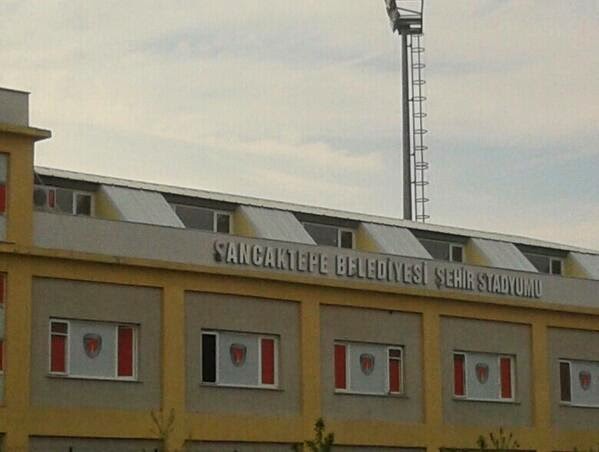 SANCAKTEPE BELEDİYESİ ŞEHİR STADYUMU